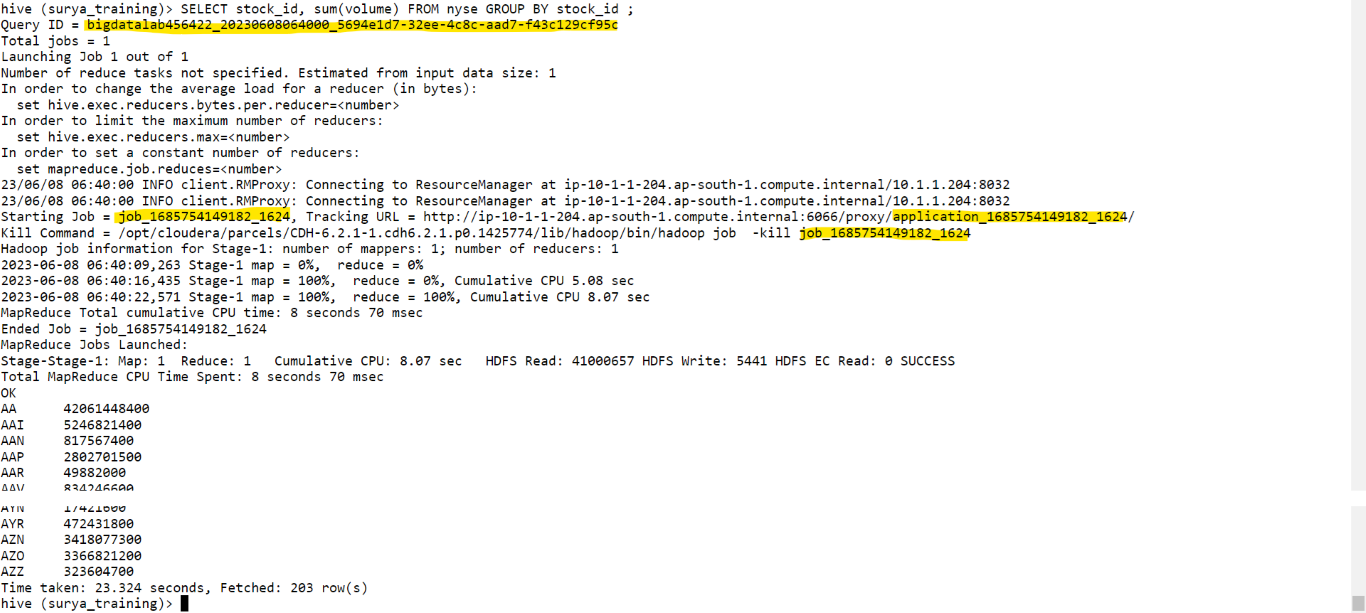 hive (surya_training)> SELECT stock_id, sum(volume) FROM nyse GROUP BY stock_id ;
Query ID = bigdatalab456422_20230608064000_5694e1d7-32ee-4c8c-aad7-f43c129cf95c
Total jobs = 1
Launching Job 1 out of 1
Number of reduce tasks not specified. Estimated from input data size: 1
In order to change the average load for a reducer (in bytes):
  set hive.exec.reducers.bytes.per.reducer=<number>
In order to limit the maximum number of reducers:
  set hive.exec.reducers.max=<number>
In order to set a constant number of reducers:
  set mapreduce.job.reduces=<number>
23/06/08 06:40:00 INFO client.RMProxy: Connecting to ResourceManager at ip-10-1-1-204.ap-south-1.compute.internal/10.1.1.204:8032
23/06/08 06:40:00 INFO client.RMProxy: Connecting to ResourceManager at ip-10-1-1-204.ap-south-1.compute.internal/10.1.1.204:8032
Starting Job = job_1685754149182_1624, Tracking URL = http://ip-10-1-1-204.ap-south-1.compute.internal:6066/proxy/application_1685754149182_1624/
Kill Command = /opt/cloudera/parcels/CDH-6.2.1-1.cdh6.2.1.p0.1425774/lib/hadoop/bin/hadoop job  -kill job_1685754149182_1624
Hadoop job information for Stage-1: number of mappers: 1; number of reducers: 1
2023-06-08 06:40:09,263 Stage-1 map = 0%,  reduce = 0%
2023-06-08 06:40:16,435 Stage-1 map = 100%,  reduce = 0%, Cumulative CPU 5.08 sec
2023-06-08 06:40:22,571 Stage-1 map = 100%,  reduce = 100%, Cumulative CPU 8.07 sec
MapReduce Total cumulative CPU time: 8 seconds 70 msec
Ended Job = job_1685754149182_1624
MapReduce Jobs Launched:
Stage-Stage-1: Map: 1  Reduce: 1   Cumulative CPU: 8.07 sec   HDFS Read: 41000657 HDFS Write: 5441 HDFS EC Read: 0 SUCCESS
Total MapReduce CPU Time Spent: 8 seconds 70 msec
OK
AA      42061448400
AAI     5246821400
AAN     817567400
AAP     2802701500
AAR     49882000
AAV     834246600
AYN     17421600
AYR     472431800
AZN     3418077300
AZO     3366821200
AZZ     323604700
Time taken: 23.324 seconds, Fetched: 203 row(s)
hive (surya_training)>